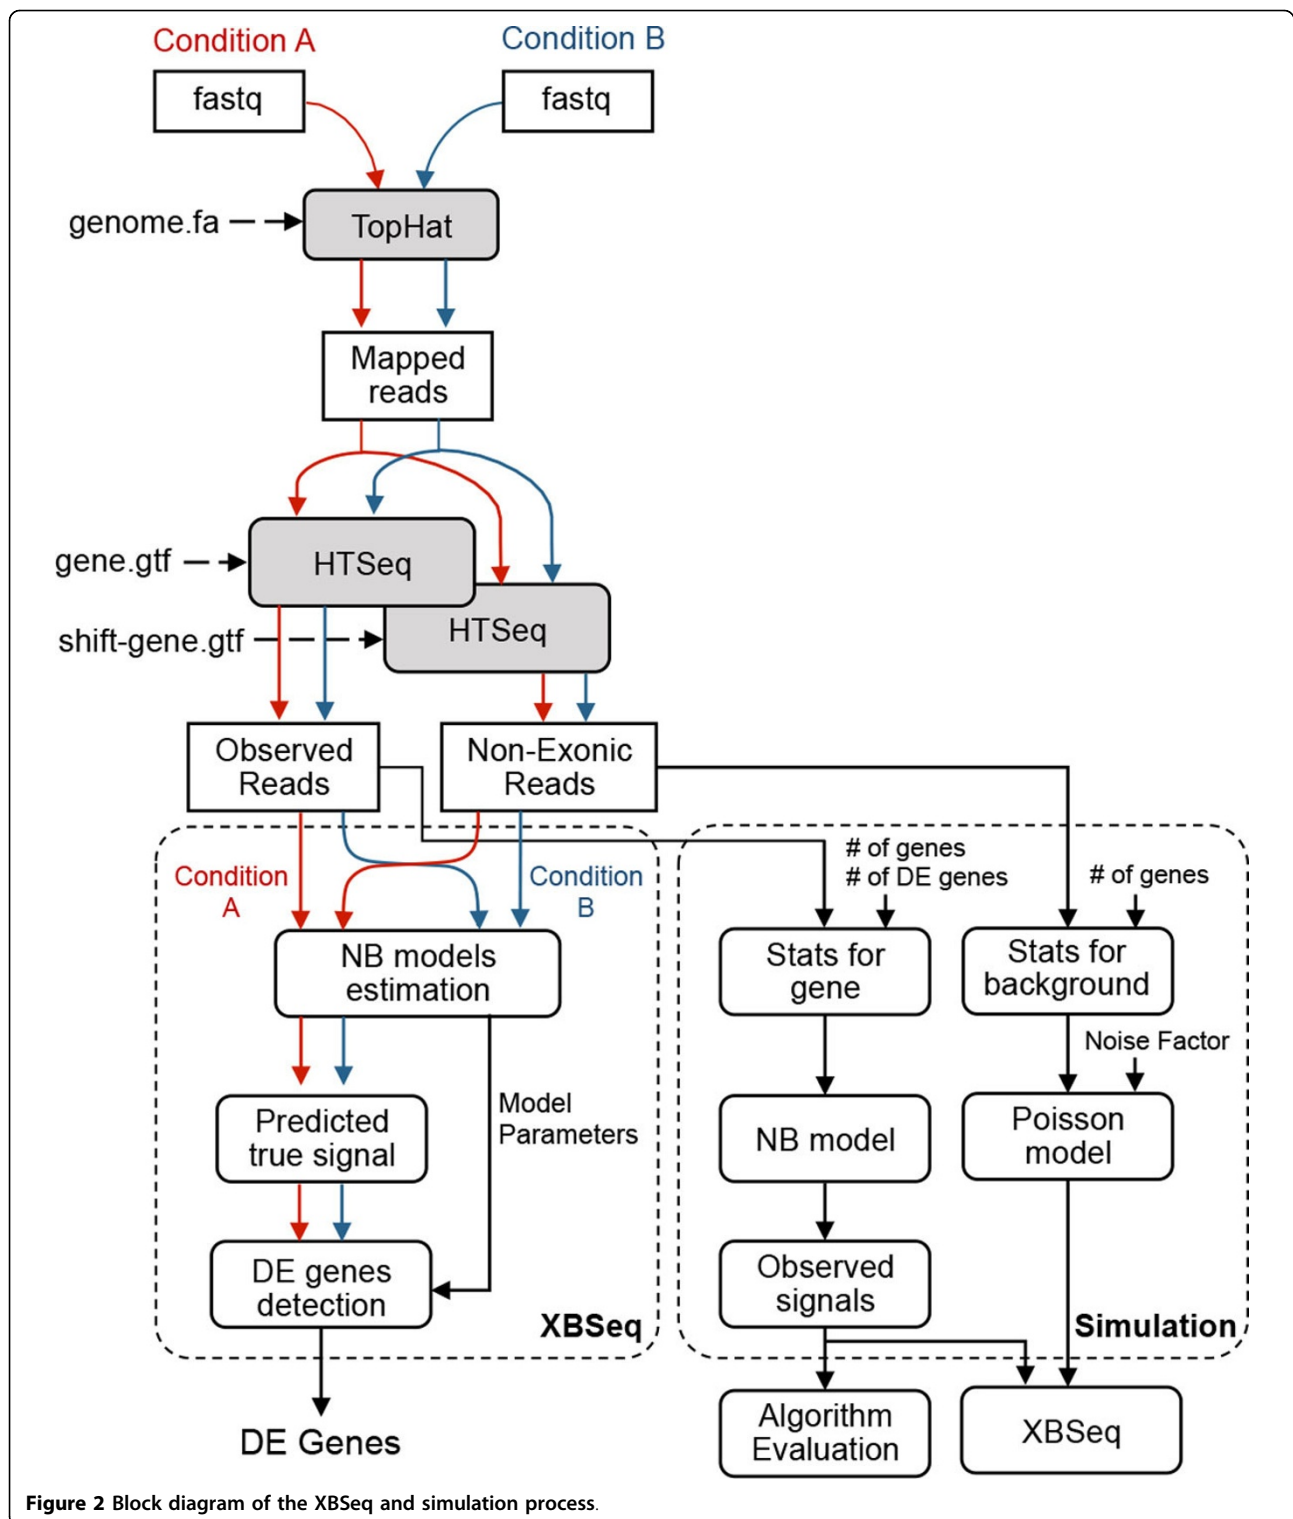 Condition A
Condition B
fastq
fastq
genome.fa
TopHat
Mapped
reads
gene.gtf
HTSeq
shift-gene.gtf
HTSeq
Observed
Reads
Non-Exonic
Reads
Condition
A
Condition
B
# of genes
# of DE genes
# of genes
NB models
estimation
Stats for
gene
Stats for
background
Noise Factor
Model
Parameters
Predicted
true signal
NB model
Poisson
model
DE genes
detection
Observed
signals
XBSeq
Simulation
DE Genes
Algorithm
Evaluation
XBSeq
Figure 2 Block diagram of the XBSeq and simulation process.